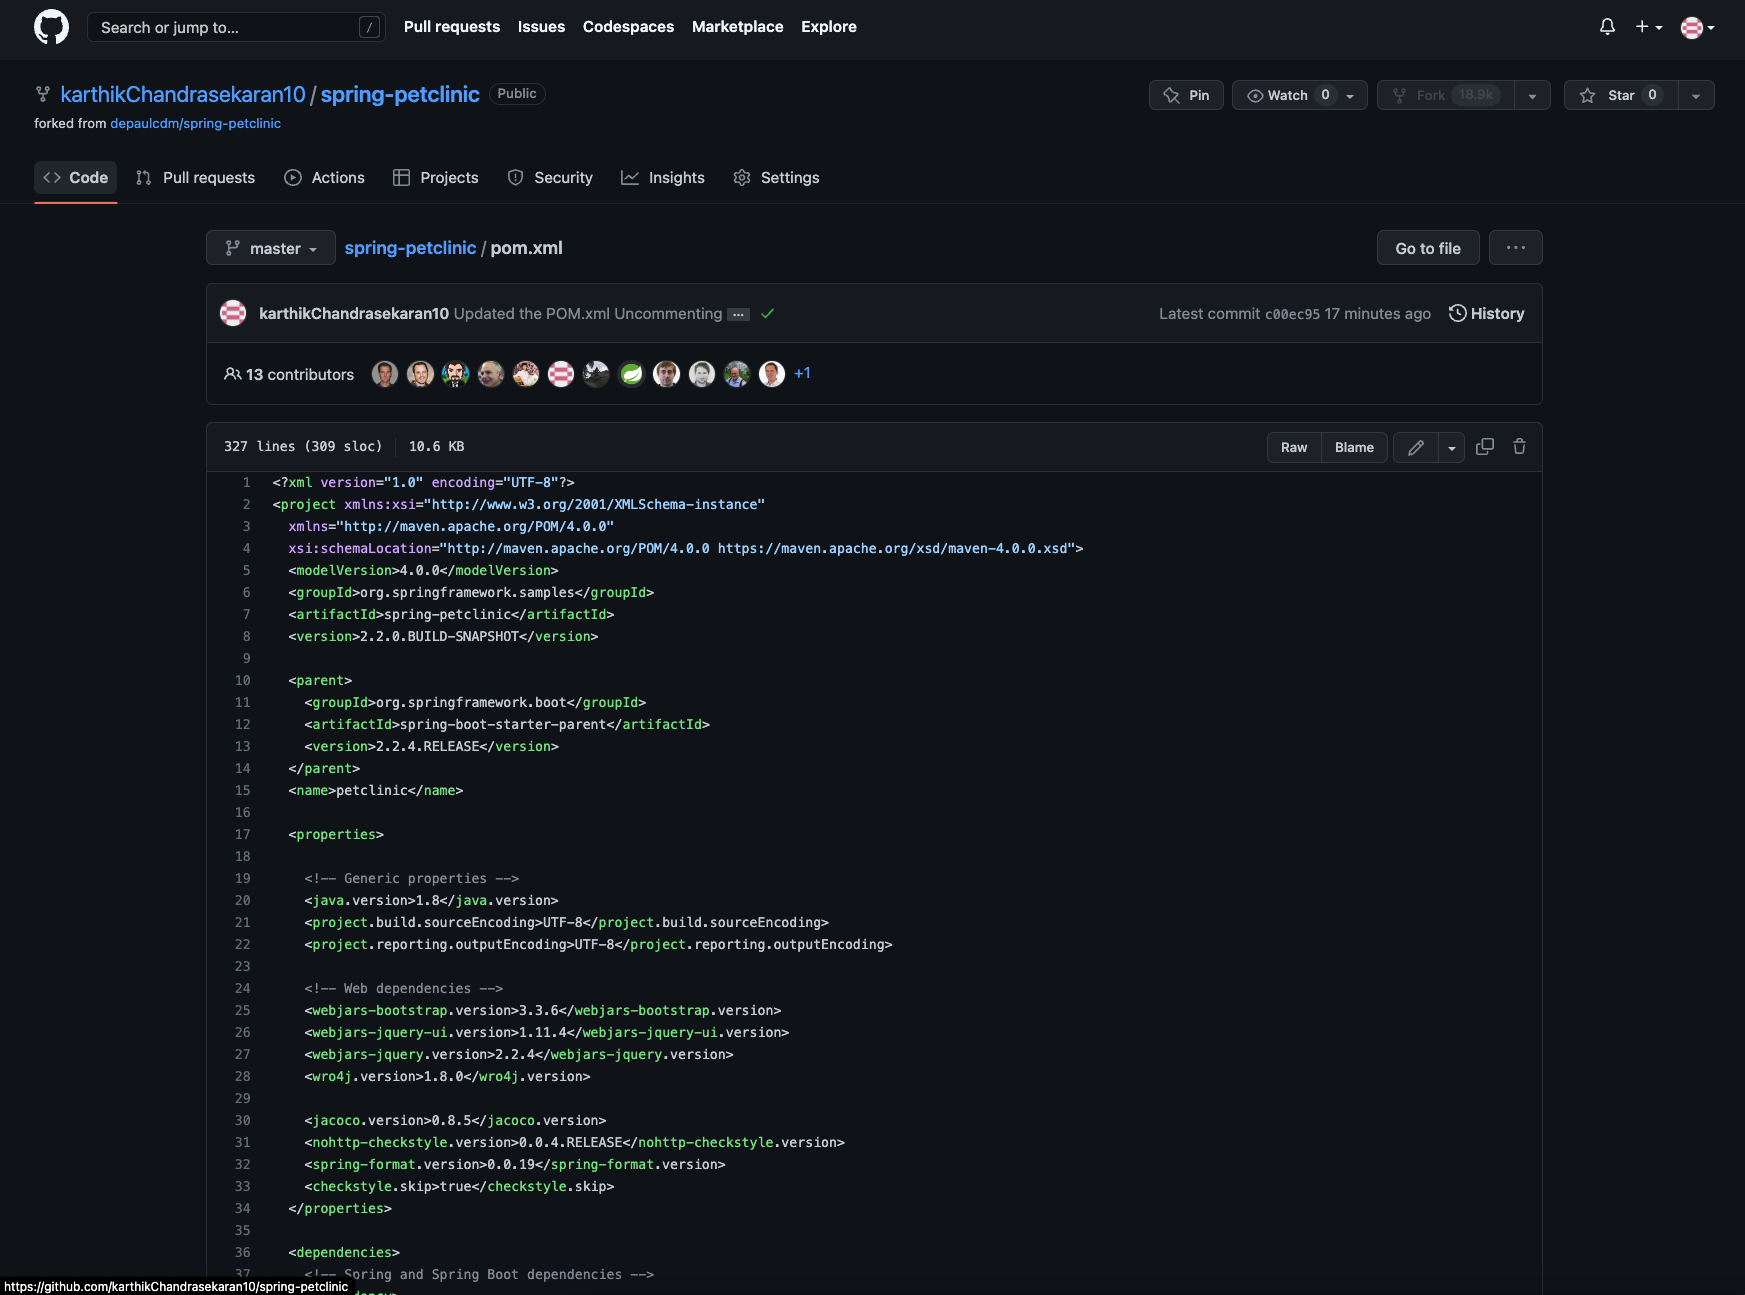 Search or jump to... /
Pull requests Issues Codespaces Marketplace Explore
karthikChandrasekaran10 / spring-petclinic Public
Pin Watch 0 Fork 18.9k Star 0
forked from depaulcdm/spring-petclinic
Code Pull requests Actions Projects Security Insights Settings
master spring-petclinic / pom.xml Go to file ...
karthikChandrasekaran10 Updated the POM.xml Uncommenting ... Latest commit c00ec95 17 minutes ago History
13 contributors +1
327 lines (309 sloc) 10.6 KB Raw Blame
1 <?xml version="1.0" encoding="UTF-8"?>
2 <project xmlns:xsi="http://www.w3.org/2001/XMLSchema-instance"
3 xmlns="http://maven.apache.org/POM/4.0.0"
4 xsi:schemaLocation="http://maven.apache.org/POM/4.0.0 https://maven.apache.org/xsd/maven-4.0.0.xsd">
5 <modelVersion>4.0.0</modelVersion>
6 <groupId>org.springframework.samples</groupId>
7 <artifactId>spring-petclinic</artifactId>
8 <version>2.2.0.BUILD-SNAPSHOT</version>
9
10 <parent>
11 <groupId>org.springframework.boot</groupId>
12 <artifactId>spring-boot-starter-parent</artifactId>
13 <version>2.2.4.RELEASE</version>
14 </parent>
15 <name>petclinic</name>
16
17 <properties>
18
19 <!-- Generic properties -->
20 <java.version>1.8</java.version>
21 <project.build.sourceEncoding>UTF-8</project.build.sourceEncoding>
22 <project.reporting.outputEncoding>UTF-8</project.reporting.outputEncoding>
23
24 <!-- Web dependencies -->
25 <webjars-bootstrap.version>3.3.6</webjars-bootstrap.version>
26 <webjars-jquery-ui.version>1.11.4</webjars-jquery-ui.version>
27 <webjars-jquery.version>2.2.4</webjars-jquery.version>
28 <wro4j.version>1.8.0</wro4j.version>
29
30 <jacoco.version>0.8.5</jacoco.version>
31 <nohttp-checkstyle.version>0.0.4.RELEASE</nohttp-checkstyle.version>
32 <spring-format.version>0.0.19</spring-format.version>
33 <checkstyle.skip>true</checkstyle.skip>
34 </properties>
35
36 <dependencies>
37 <!-- Spring and Spring Boot dependencies -->
https://github.com/karthikChandrasekaran10/spring-petclinic